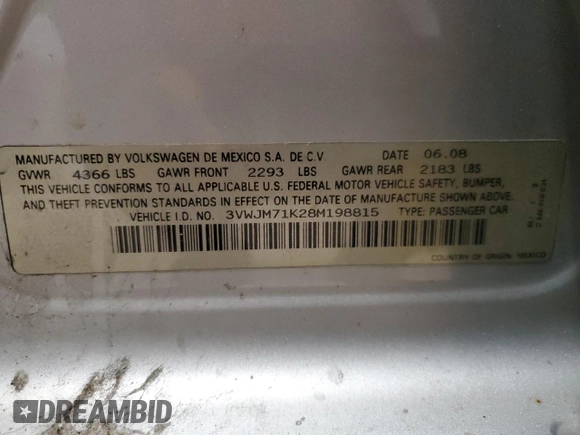 MANUFACTURED BY VOLKSWAGEN DE MEXICO S.A. DE C.V. DATE 06.08
GVWR 4366 LBS GAWR FRONT 2293 LBS GAWR REAR 2183 LBS
THIS VEHICLE CONFORMS TO ALL APPLICABLE U.S. FEDERAL MOTOR VEHICLE SAFETY, BUMPER,
AND THEFT PREVENTION STANDARDS IN EFFECT ON THE DATE OF MANUFACTURE SHOWN ABOVE.
VEHICLE I.D. NO. 3VWJM71K28M198815 TYPE: PASSENGER CAR
COUNTRY OF ORIGIN: MEXICO
DREAMBID